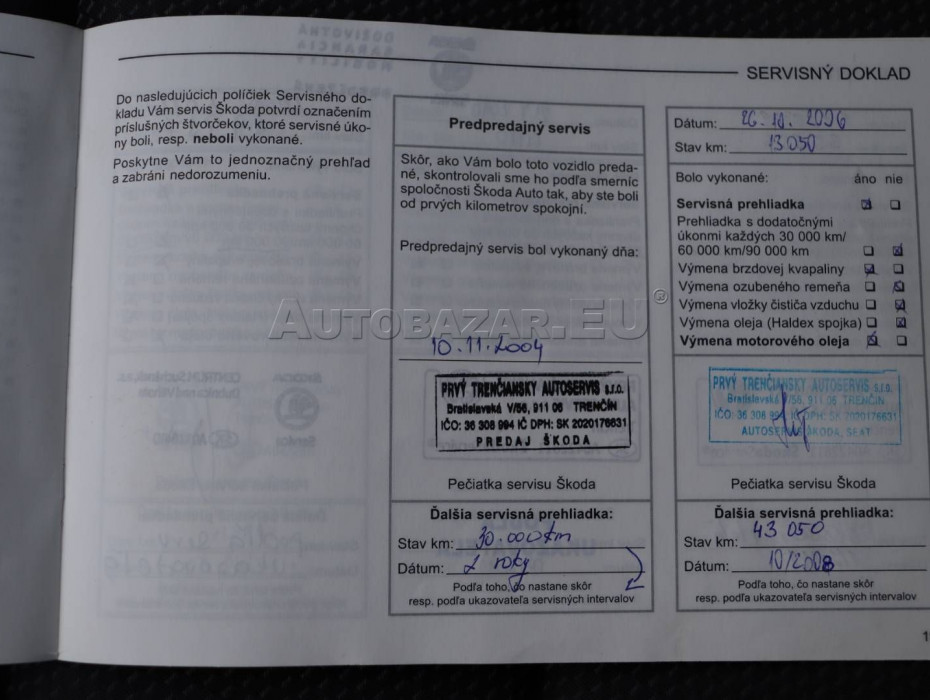 SERVISNÝ DOKLAD
Do nasledujúcich políčiek Servisného do-
kladu Vám servis Škoda potvrdí označením
príslušných štvorčekov, ktoré servisné úko-
ny boli, resp. neboli vykonané.
Poskytne Vám to jednoznačný prehľad
a zabráni nedorozumeniu.
Predpredajný servis
Skôr, ako Vám bolo toto vozidlo preda-
né, skontrolovali sme ho podľa smerníc
spoločnosti Škoda Auto tak, aby ste boli
od prvých kilometrov spokojní.
Predpredajný servis bol vykonaný dňa:
10.11.2004
PRVÝ TRENČIANSKY AUTOSERVIS s.r.o.
Bratislavská V/56, 911 06 TRENČÍN
IČO: 36 308 994 IČ DPH: SK 2020176631
PREDAJ ŠKODA
Pečiatka servisu Škoda
Ďalšia servisná prehliadka:
Stav km: 30.000km
Dátum: 2 roky
Podľa toho, čo nastane skôr
resp. podľa ukazovateľa servisných intervalov
Dátum: 26.10.2006
Stav km: 13050
Bolo vykonané: áno nie
Servisná prehliadka
Prehliadka s dodatočnými
úkonmi každých 30 000 km/
60 000 km/90 000 km
Výmena brzdovej kvapaliny
Výmena ozubeného remeňa
Výmena vložky čističa vzduchu
Výmena oleja (Haldex spojka)
Výmena motorového oleja
PRVÝ TRENČIANSKY AUTOSERVIS s.r.o.
Bratislavská V/56, 911 06 TRENČÍN
IČO: 36 308 994 IČ DPH: SK 2020176631
AUTOSERVIS ŠKODA, SEAT
Pečiatka servisu Škoda
Ďalšia servisná prehliadka:
Stav km: 43 050
Dátum: 10/2008
Podľa toho, čo nastane skôr
resp. podľa ukazovateľa servisných intervalov
AUTOBAZAR.EU®